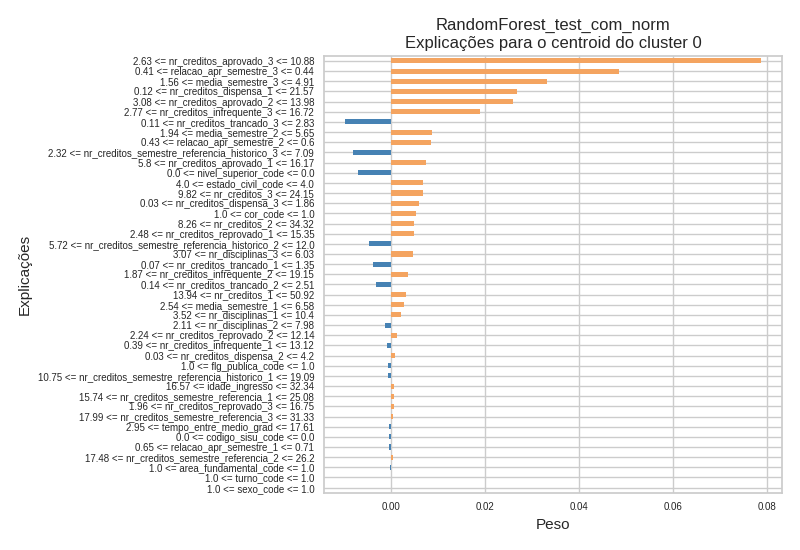 RandomForest_test_com_norm
Explicações para o centroid do cluster 0
2.63 <= nr_creditos_aprovado_3 <= 10.88
0.41 <= relacao_apr_semestre_3 <= 0.44
1.56 <= media_semestre_3 <= 4.91
0.12 <= nr_creditos_dispensa_1 <= 21.57
3.08 <= nr_creditos_aprovado_2 <= 13.98
2.77 <= nr_creditos_infrequente_3 <= 16.72
0.11 <= nr_creditos_trancado_3 <= 2.83
1.94 <= media_semestre_2 <= 5.65
0.43 <= relacao_apr_semestre_2 <= 0.6
2.32 <= nr_creditos_semestre_referencia_historico_3 <= 7.09
5.8 <= nr_creditos_aprovado_1 <= 16.17
0.0 <= nivel_superior_code <= 0.0
4.0 <= estado_civil_code <= 4.0
9.82 <= nr_creditos_3 <= 24.15
0.03 <= nr_creditos_dispensa_3 <= 1.86
1.0 <= cor_code <= 1.0
8.26 <= nr_creditos_2 <= 34.32
2.48 <= nr_creditos_reprovado_1 <= 15.35
5.72 <= nr_creditos_semestre_referencia_historico_2 <= 12.0
3.07 <= nr_disciplinas_3 <= 6.03
0.07 <= nr_creditos_trancado_1 <= 1.35
1.87 <= nr_creditos_infrequente_2 <= 19.15
0.14 <= nr_creditos_trancado_2 <= 2.51
13.94 <= nr_creditos_1 <= 50.92
2.54 <= media_semestre_1 <= 6.58
3.52 <= nr_disciplinas_1 <= 10.4
2.11 <= nr_disciplinas_2 <= 7.98
2.24 <= nr_creditos_reprovado_2 <= 12.14
0.39 <= nr_creditos_infrequente_1 <= 13.12
0.03 <= nr_creditos_dispensa_2 <= 4.2
1.0 <= flg_publica_code <= 1.0
10.75 <= nr_creditos_semestre_referencia_historico_1 <= 19.09
16.57 <= idade_ingresso <= 32.34
15.74 <= nr_creditos_semestre_referencia_1 <= 25.08
1.96 <= nr_creditos_reprovado_3 <= 16.75
17.99 <= nr_creditos_semestre_referencia_3 <= 31.33
2.95 <= tempo_entre_medio_grad <= 17.61
0.0 <= codigo_sisu_code <= 0.0
0.65 <= relacao_apr_semestre_1 <= 0.71
17.48 <= nr_creditos_semestre_referencia_2 <= 26.2
1.0 <= area_fundamental_code <= 1.0
1.0 <= turno_code <= 1.0
1.0 <= sexo_code <= 1.0
Explicações
0.00 0.02 0.04 0.06 0.08
Peso